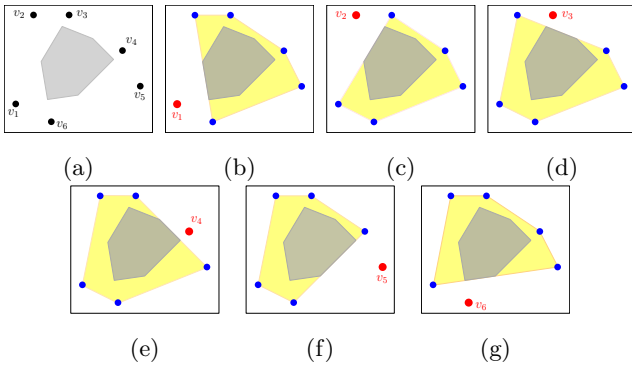 v₂ v₃
v₄
v₅
v₁
v₆
v₁
v₂
v₃
(a) (b) (c) (d)
v₄
v₅
v₆
(e) (f) (g)